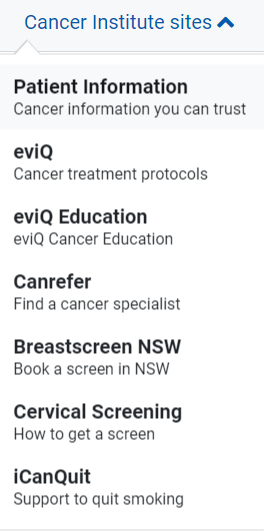 Cancer Institute sites
Patient Information
Cancer information you can trust
eviQ
Cancer treatment protocols
eviQ Education
eviQ Cancer Education
Canrefer
Find a cancer specialist
Breastscreen NSW
Book a screen in NSW
Cervical Screening
How to get a screen
iCanQuit
Support to quit smoking